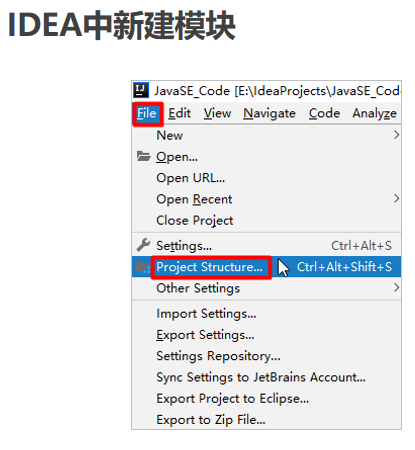 IDEA中新建模块
JavaSE_Code [E:\IdeaProjects\JavaSE_Cod
File Edit View Navigate Code Analyze
New
Open...
Open URL...
Open Recent
Close Project
Settings... Ctrl+Alt+S
Project Structure... Ctrl+Alt+Shift+S
Other Settings
Import Settings...
Export Settings...
Settings Repository...
Sync Settings to JetBrains Account...
Export Project to Eclipse...
Export to Zip File...